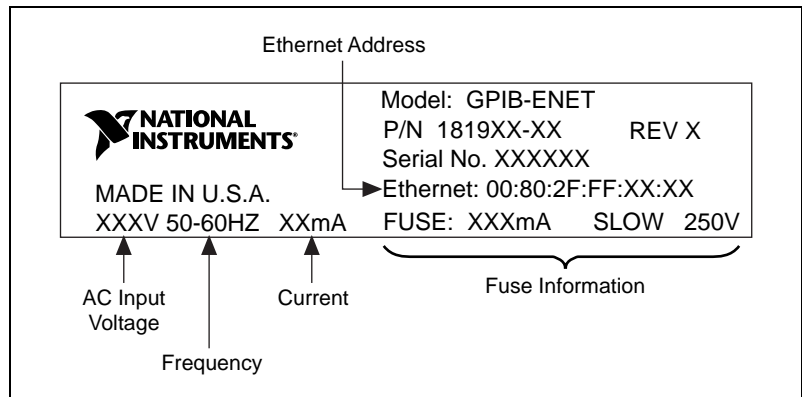 Ethernet Address
NATIONAL
INSTRUMENTS®
MADE IN U.S.A.
XXXV 50-60HZ XXmA
Model: GPIB-ENET
P/N 1819XX-XX REV X
Serial No. XXXXXX
Ethernet: 00:80:2F:FF:XX:XX
FUSE: XXXmA SLOW 250V
AC Input
Voltage
Frequency
Current
Fuse Information